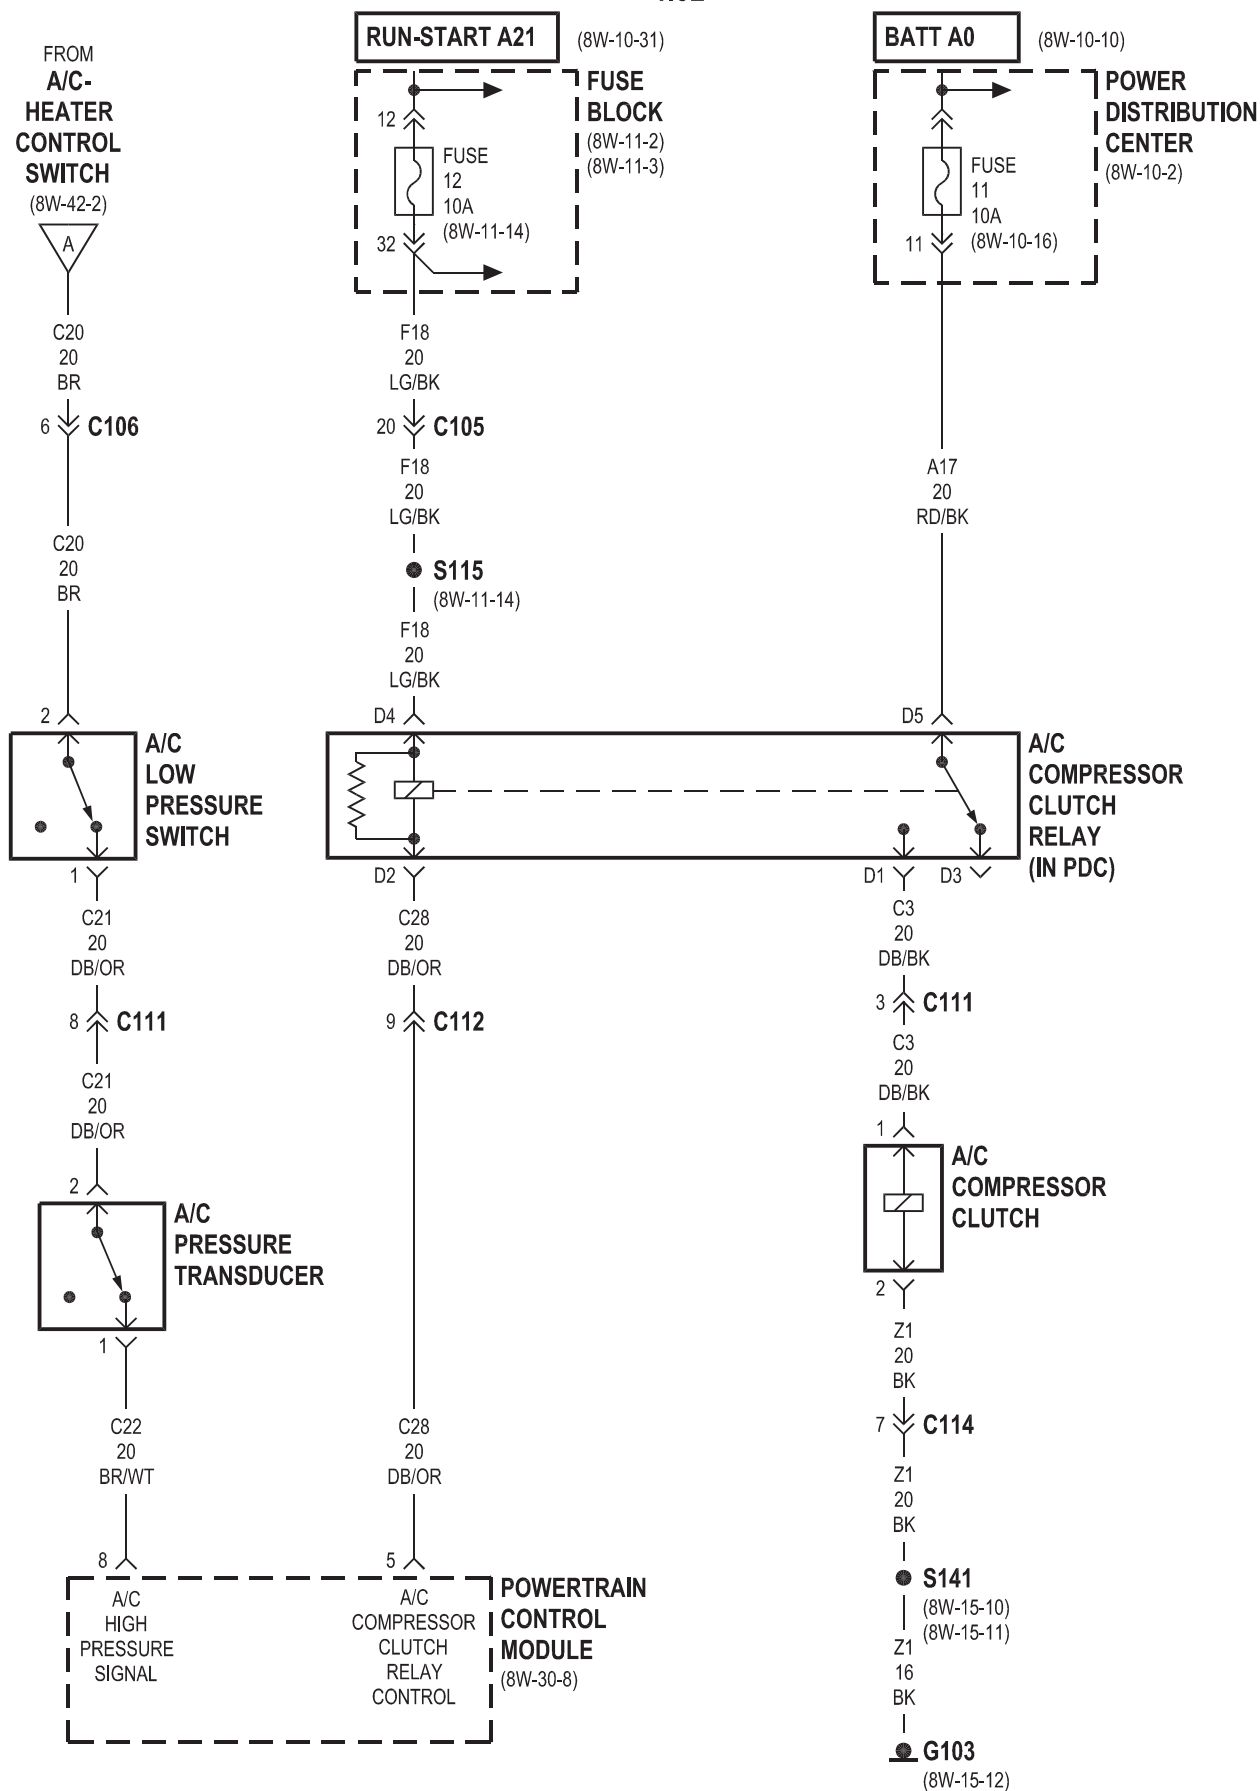 RUN-START A21
(8W-10-31)
BATT A0
(8W-10-10)
FROM
A/C-
HEATER
CONTROL
SWITCH
(8W-42-2)
A
FUSE
BLOCK
(8W-11-2)
(8W-11-3)
12
FUSE
12
10A
(8W-11-14)
32
POWER
DISTRIBUTION
CENTER
(8W-10-2)
FUSE
11
10A
(8W-10-16)
11
C20
20
BR
6
C106
C20
20
BR
2
F18
20
LG/BK
20
C105
F18
20
LG/BK
S115
(8W-11-14)
F18
20
LG/BK
D4
A17
20
RD/BK
D5
A/C
LOW
PRESSURE
SWITCH
A/C
COMPRESSOR
CLUTCH
RELAY
(IN PDC)
1
D2
D1
D3
C21
20
DB/OR
8
C111
C21
20
DB/OR
2
C28
20
DB/OR
9
C112
C3
20
DB/BK
3
C111
C3
20
DB/BK
1
A/C
COMPRESSOR
CLUTCH
2
A/C
PRESSURE
TRANSDUCER
1
C22
20
BR/WT
8
C28
20
DB/OR
5
Z1
20
BK
7
C114
Z1
20
BK
S141
(8W-15-10)
(8W-15-11)
Z1
16
BK
G103
(8W-15-12)
A/C
HIGH
PRESSURE
SIGNAL
A/C
COMPRESSOR
CLUTCH
RELAY
CONTROL
POWERTRAIN
CONTROL
MODULE
(8W-30-8)